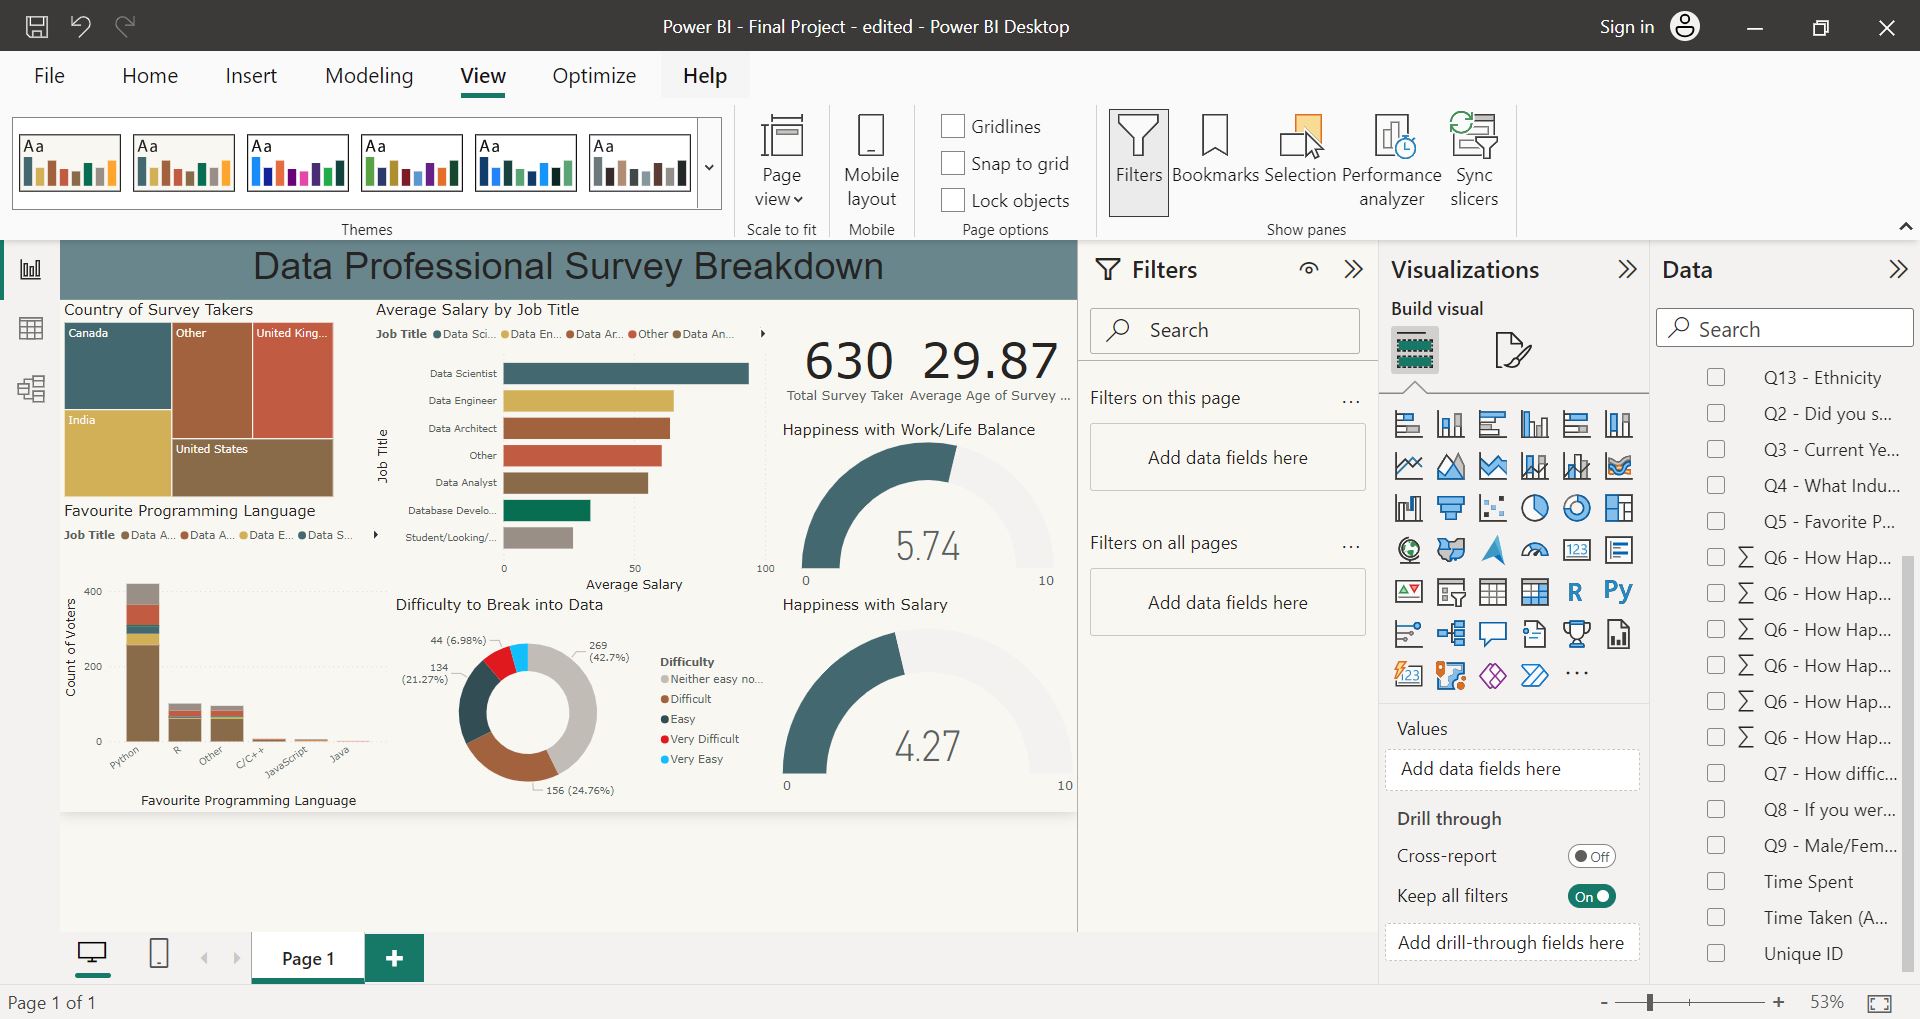 Power BI - Final Project - edited - Power BI Desktop
Sign in
File Home Insert Modeling View Optimize Help
Aa Aa Aa Aa Aa Aa
Themes
Page view
Scale to fit
Mobile layout
Mobile
Gridlines
Snap to grid
Lock objects
Page options
Filters
Bookmarks
Selection
Performance analyzer
Sync slicers
Show panes
Data Professional Survey Breakdown
Country of Survey Takers
Canada
Other
United King...
India
United States
Average Salary by Job Title
Job Title Data Sci... Data En... Data Ar... Other Data An...
Job Title
Data Scientist
Data Engineer
Data Architect
Other
Data Analyst
Database Develo...
Student/Looking/...
0 50 100
Average Salary
630
Total Survey Taker
29.87
Average Age of Survey ...
Happiness with Work/Life Balance
5.74
0 10
Favourite Programming Language
Job Title Data A... Data A... Data E... Data S...
Count of Voters
400
200
0
Python R Other C/C++ JavaScript Java
Favourite Programming Language
Difficulty to Break into Data
44 (6.98%)
269
(42.7%)
134
(21.27%)
156 (24.76%)
Difficulty
Neither easy no...
Difficult
Easy
Very Difficult
Very Easy
Happiness with Salary
4.27
0 10
Filters
Search
Filters on this page ...
Add data fields here
Filters on all pages ...
Add data fields here
Visualizations
Build visual
123
R Py
123
...
Values
Add data fields here
Drill through
Cross-report Off
Keep all filters On
Add drill-through fields here
Data
Search
Q13 - Ethnicity
Q2 - Did you s...
Q3 - Current Ye...
Q4 - What Indu...
Q5 - Favorite P...
Σ Q6 - How Hap...
Σ Q6 - How Hap...
Σ Q6 - How Hap...
Σ Q6 - How Hap...
Σ Q6 - How Hap...
Σ Q6 - How Hap...
Q7 - How diffic...
Q8 - If you wer...
Q9 - Male/Fem...
Time Spent
Time Taken (A...
Unique ID
Page 1 +
Page 1 of 1
- + 53%